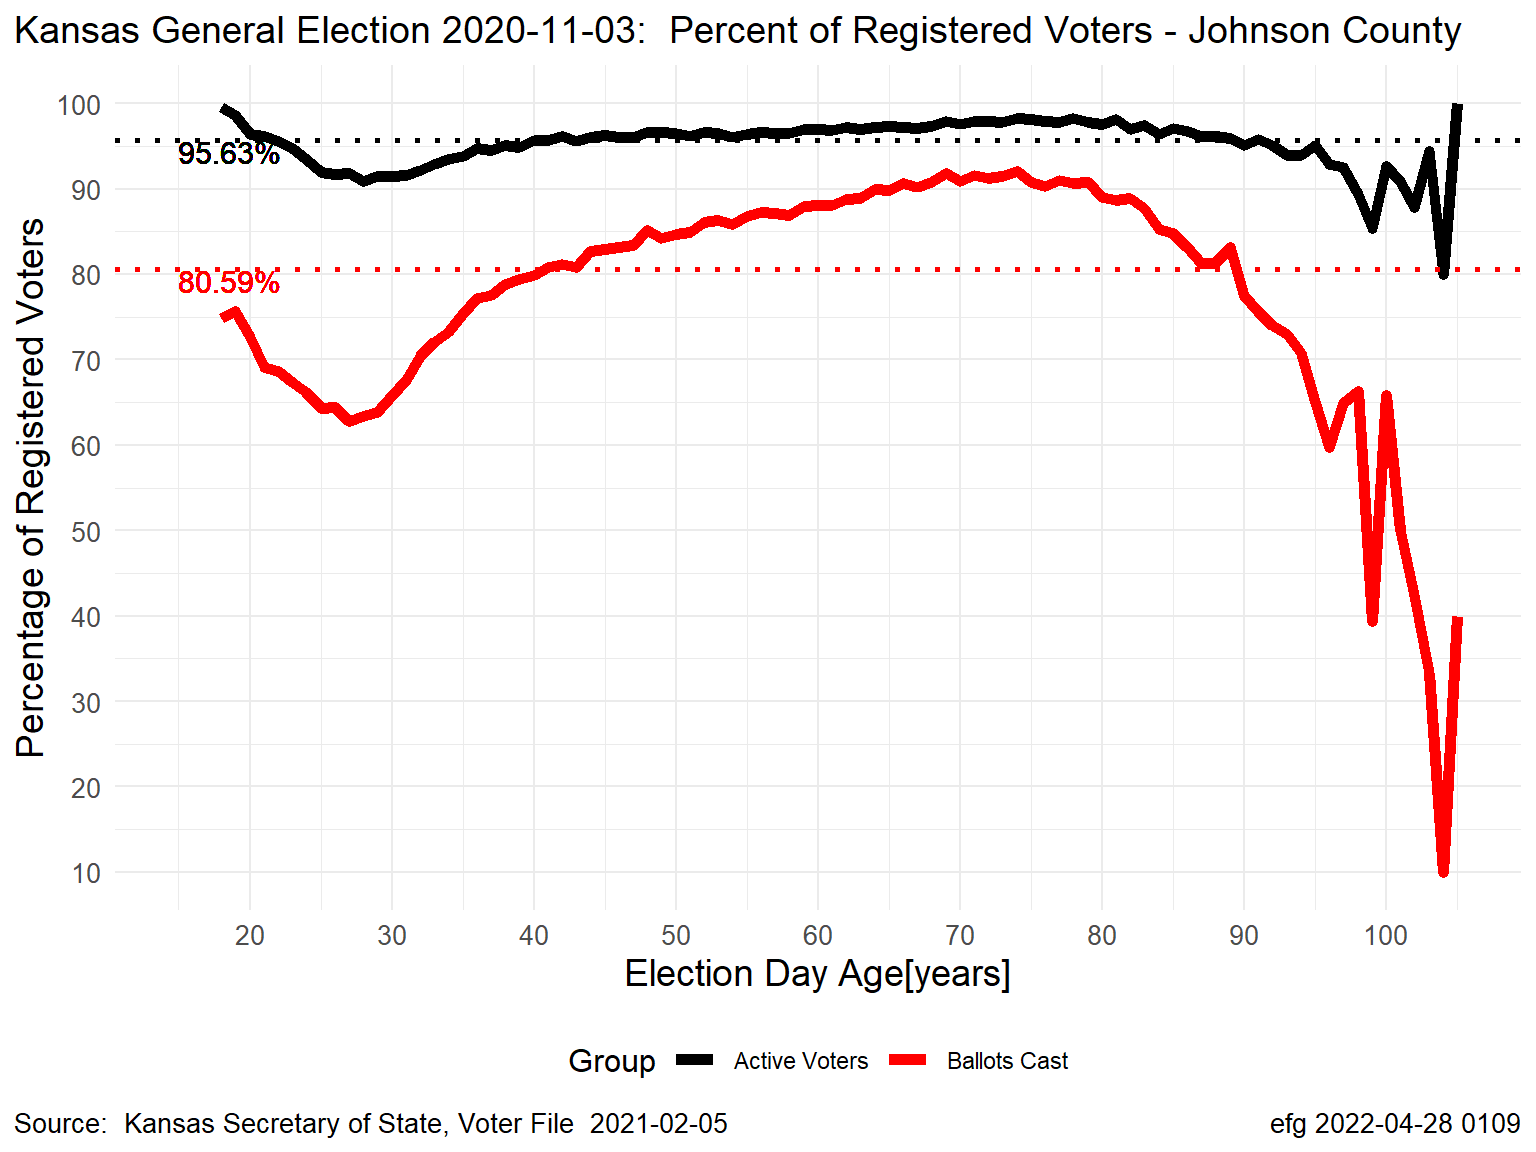 Kansas General Election 2020-11-03:  Percent of Registered Voters - Johnson County
Percentage of Registered Voters
100
90
80
70
60
50
40
30
20
10
95.63%
80.59%
20 30 40 50 60 70 80 90 100
Election Day Age[years]
Group Active Voters Ballots Cast
Source:  Kansas Secretary of State, Voter File  2021-02-05
efg 2022-04-28 0109